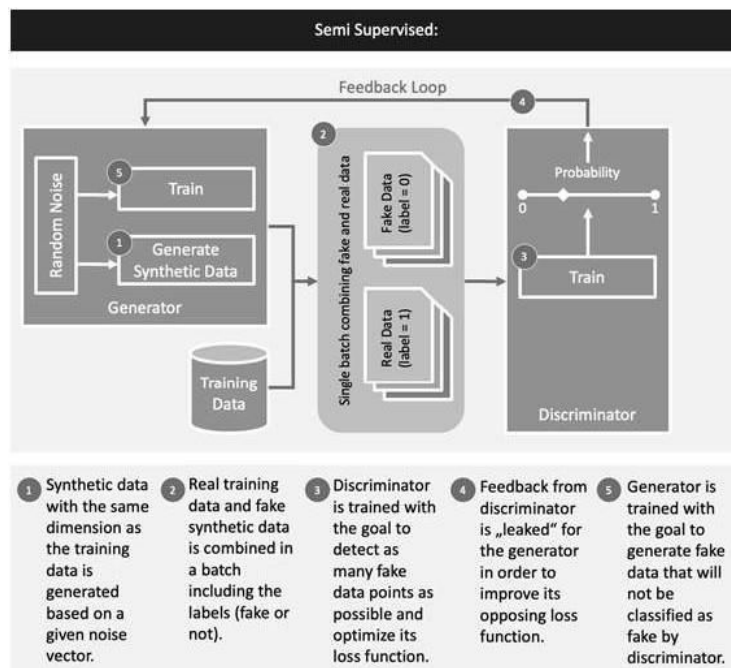 Semi Supervised:
Feedback Loop
4
Random Noise
5
Train
1
Generate
Synthetic Data
Generator
Training
Data
2
Single batch combining fake and real data
Fake Data
(label = 0)
Real Data
(label = 1)
Probability
0
1
3
Train
Discriminator
1
Synthetic data
with the same
dimension as
the training
data is
generated
based on a
given noise
vector.
2
Real training
data and fake
synthetic data
is combined in
a batch
including the
labels (fake or
not).
3
Discriminator
is trained with
the goal to
detect as
many fake
data points as
possible and
optimize its
loss function.
4
Feedback from
discriminator
is „leaked“ for
the generator
in order to
improve its
opposing loss
function.
5
Generator is
trained with
the goal to
generate fake
data that will
not be
classified as
fake by
discriminator.